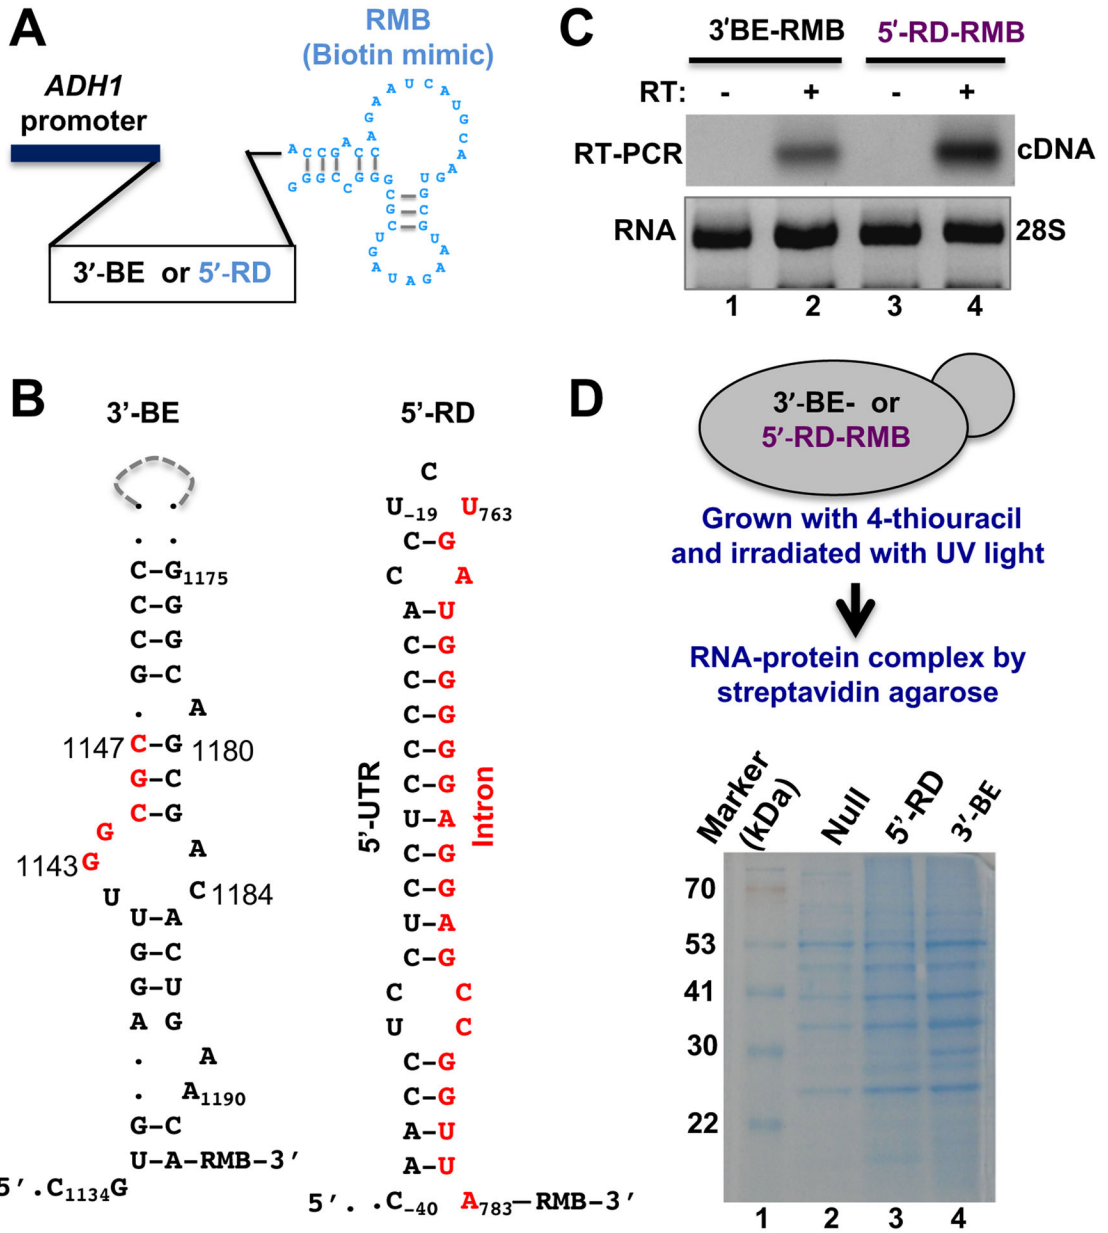 A
RMB
(Biotin mimic)
ADH1
promoter
3′-BE or 5′-RD
C
3′BE-RMB 5′-RD-RMB
RT: - + - +
RT-PCR cDNA
RNA 28S
1 2 3 4
B
3’-BE
. .
. .
C-G1175
C-G
C-G
G-C
. A
1147 C-G 1180
G-C
C-G
G
A
1143 G
C 1184
U
U-A
G-C
G U
A G
. A
. A1190
G-C
U-A-RMB-3′
5′.C1134G
5’-RD
C
U-19 U763
C-G
C A
A-U
C-G
C-G
C-G
C-G
C-G
U-A
C-G
C-G
U-A
C-G
C C
U C
C-G
C-G
A-U
A-U
5′..C-40 A783—RMB-3′
5’-UTR
Intron
D
3′-BE- or
5′-RD-RMB
Grown with 4-thiouracil
and irradiated with UV light
RNA-protein complex by
streptavidin agarose
Marker
(kDa)
Null
5′-RD
3′-BE
70
53
41
30
22
1 2 3 4